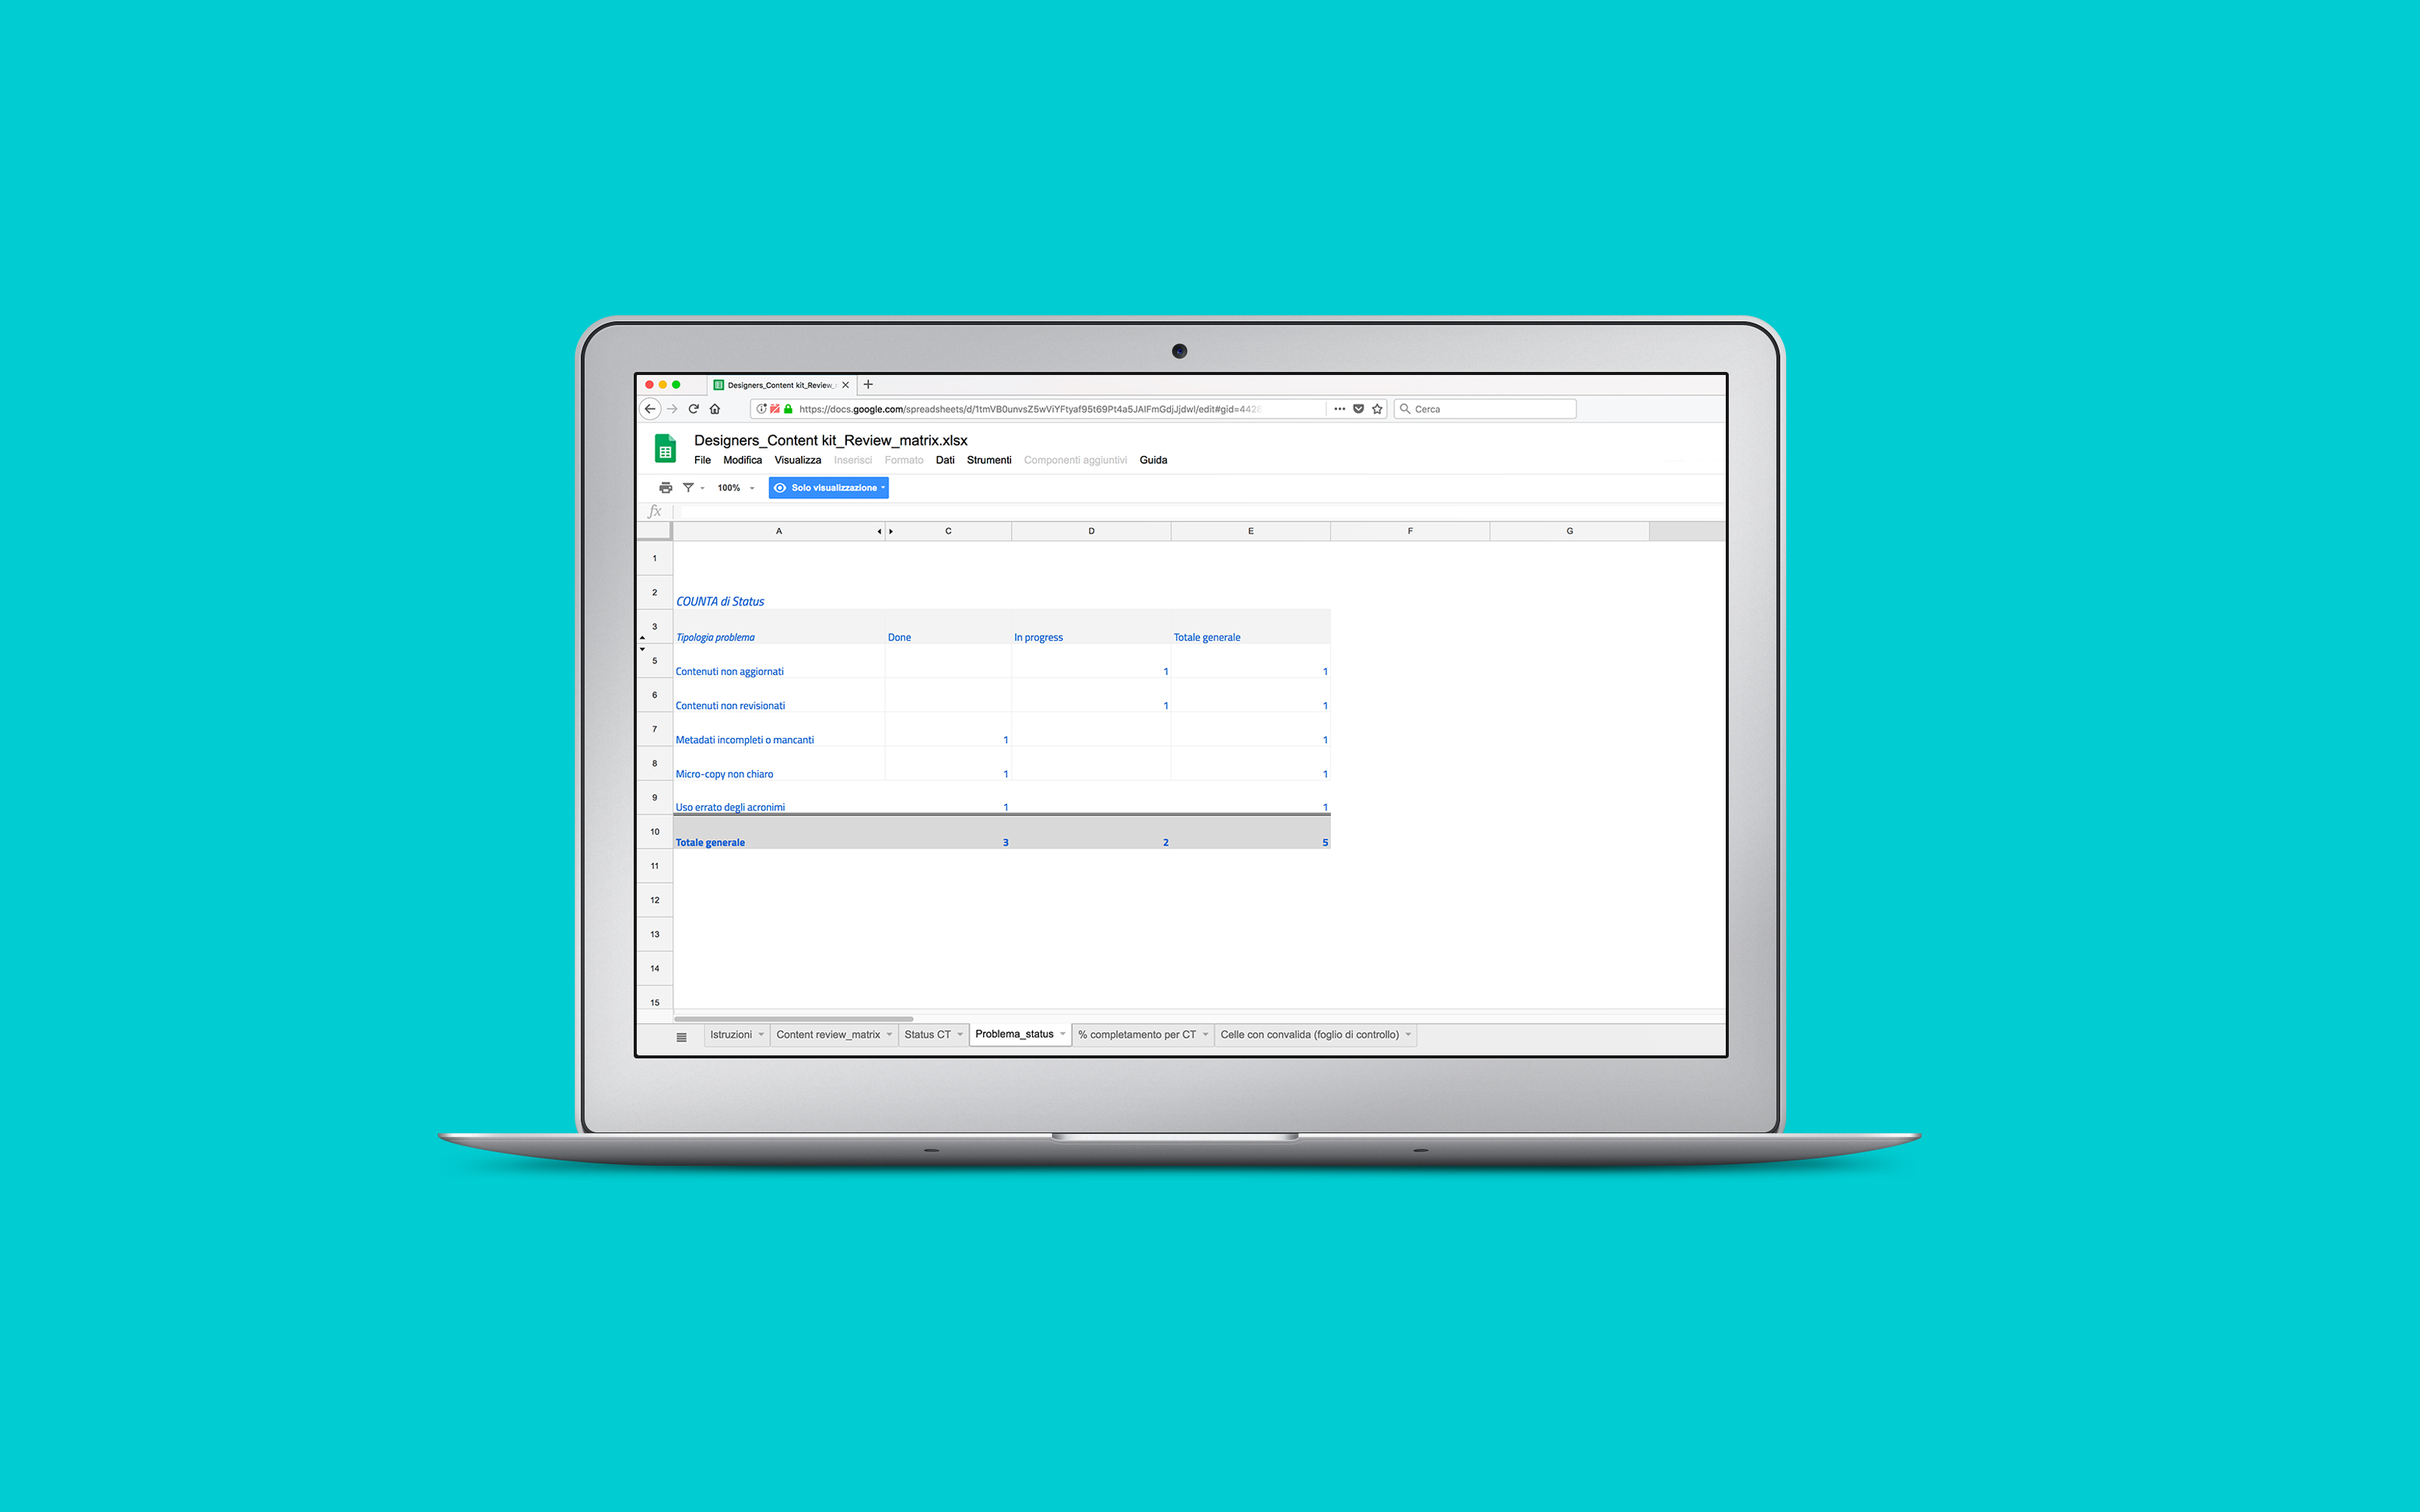 Designers_Content kit_Review_
https://docs.google.com/spreadsheets/d/1tmVB0unvsZ5wViYFtyaf95t69Pt4a5JAIFmGdjJjdwI/edit#gid=442
Cerca
Designers_Content kit_Review_matrix.xlsx
File Modifica Visualizza Inserisci Formato Dati Strumenti Componenti aggiuntivi Guida
100% Solo visualizzazione
fx
A C D E F G
1
2 COUNTA di Status
3 Tipologia problema Done In progress Totale generale
5 Contenuti non aggiornati 1 1
6 Contenuti non revisionati 1 1
7 Metadati incompleti o mancanti 1 1
8 Micro-copy non chiaro 1 1
9 Uso errato degli acronimi 1 1
10 Totale generale 3 2 5
11
12
13
14
15
Istruzioni Content review_matrix Status CT Problema_status % completamento per CT Celle con convalida (foglio di controllo)